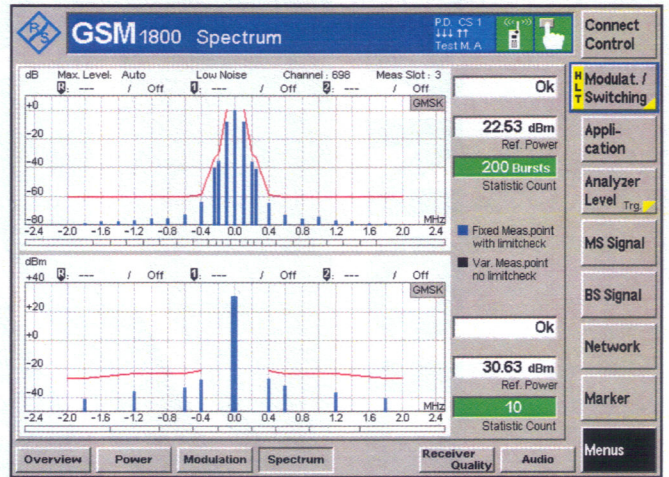 R&S
GSM 1800 Spectrum
P.D. CS 1
Test M. A
Connect Control
dB Max. Level: Auto Low Noise Channel : 698 Meas Slot : 3
--- / Off --- / Off --- / Off
GMSK
+0
-20
-40
-60
-80
MHz
-2.4 -2.0 -1.6 -1.2 -0.8 -0.4 0.0 0.4 0.8 1.2 1.6 2.0 2.4
dBm
--- / Off --- / Off --- / Off
GMSK
+40
+20
+0
-20
-40
MHz
-2.4 -2.0 -1.6 -1.2 -0.8 -0.4 0.0 0.4 0.8 1.2 1.6 2.0 2.4
Ok
22.53 dBm
Ref. Power
200 Bursts
Statistic Count
Fixed Meas.point
with limitcheck
Var. Meas.point
no limitcheck
Ok
30.63 dBm
Ref. Power
10
Statistic Count
HLT
Modulat. /
Switching
Appli-
cation
Analyzer
Level Trg.
MS Signal
BS Signal
Network
Marker
Menus
Overview Power Modulation Spectrum Receiver Quality Audio